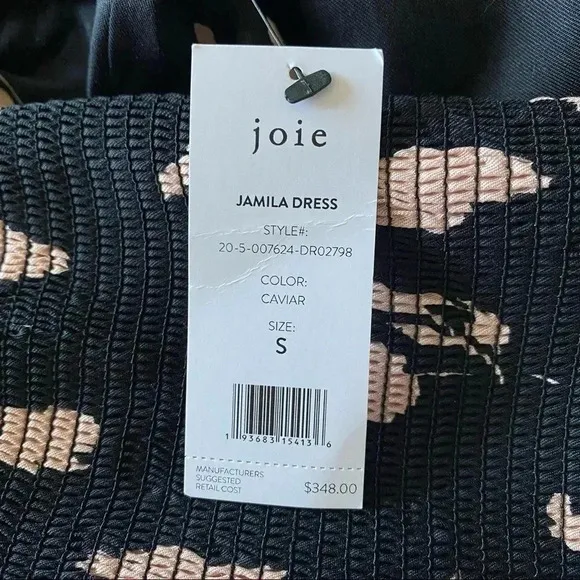 joie
JAMILA DRESS
STYLE#:
20-5-007624-DR02798
COLOR:
CAVIAR
SIZE:
S
1 93683 15413 6
MANUFACTURERS
SUGGESTED
RETAIL COST
$348.00